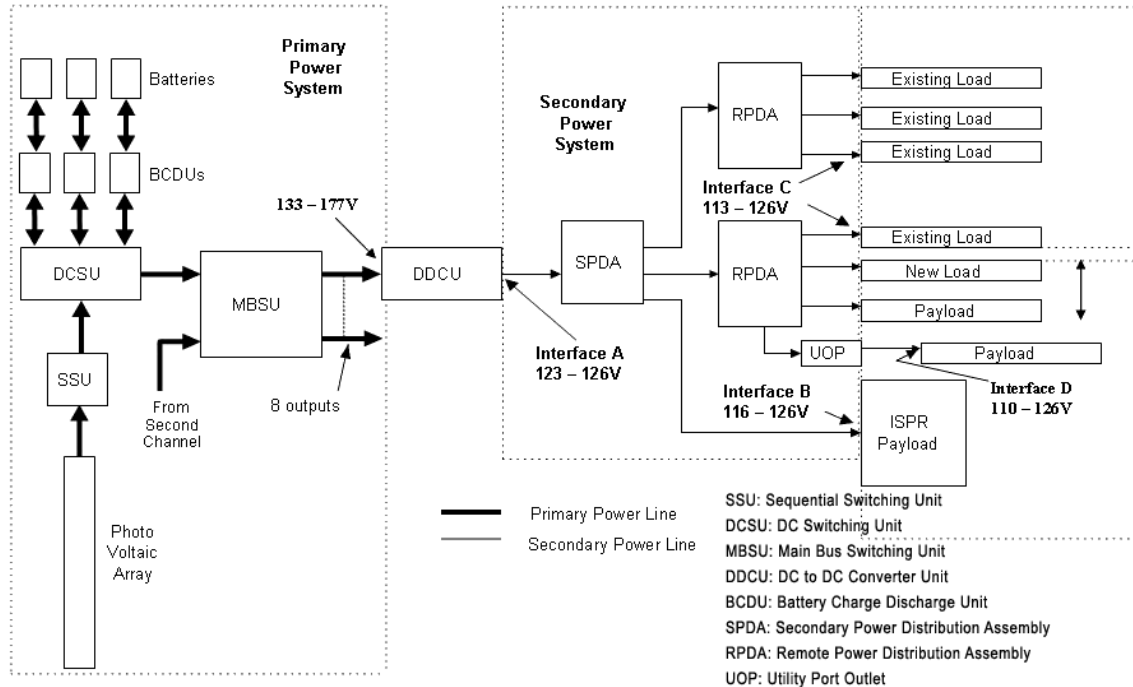 Primary
Power
System
Batteries
BCDUs
133 – 177V
DCSU
MBSU
DDCU
SSU
From
Second
Channel
8 outputs
Photo
Voltaic
Array
Secondary
Power
System
SPDA
RPDA
Existing Load
Existing Load
Existing Load
Interface C
113 – 126V
RPDA
Existing Load
New Load
Payload
UOP
Payload
Interface A
123 – 126V
Interface B
116 – 126V
Interface D
110 – 126V
ISPR
Payload
Primary Power Line
Secondary Power Line
SSU: Sequential Switching Unit
DCSU: DC Switching Unit
MBSU: Main Bus Switching Unit
DDCU: DC to DC Converter Unit
BCDU: Battery Charge Discharge Unit
SPDA: Secondary Power Distribution Assembly
RPDA: Remote Power Distribution Assembly
UOP: Utility Port Outlet